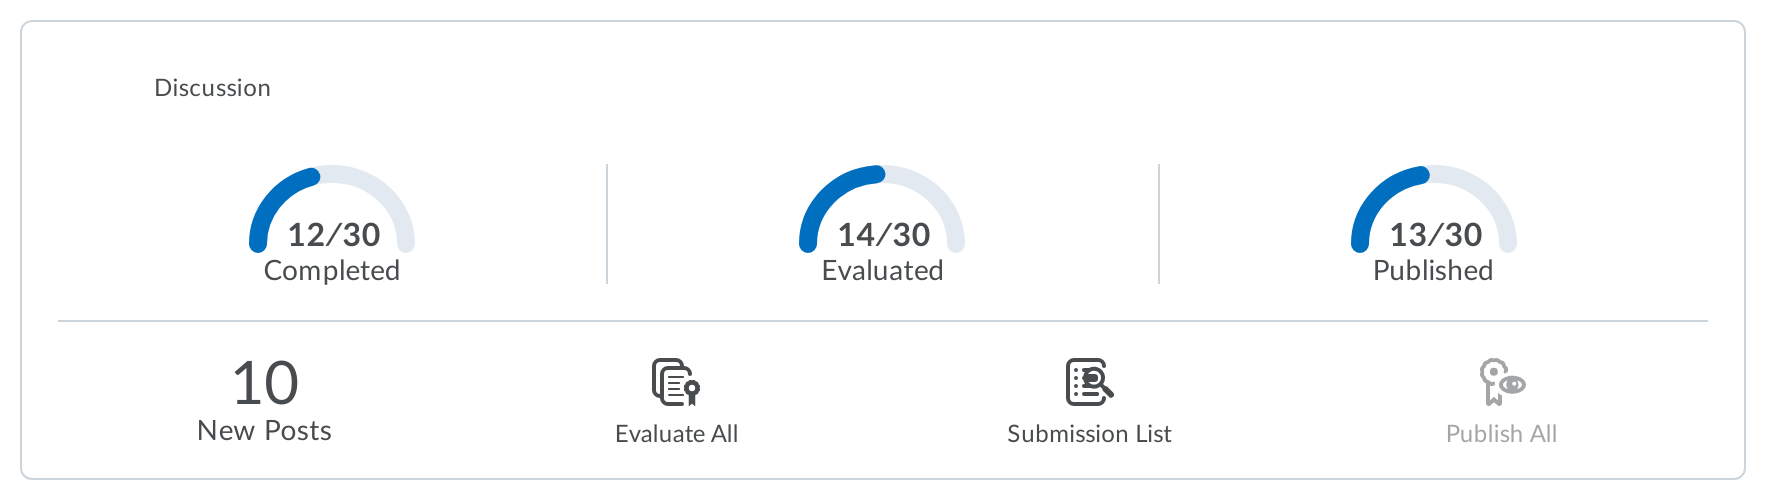 Discussion
12/30
Completed
14/30
Evaluated
13/30
Published
10
New Posts
Evaluate All
Submission List
Publish All